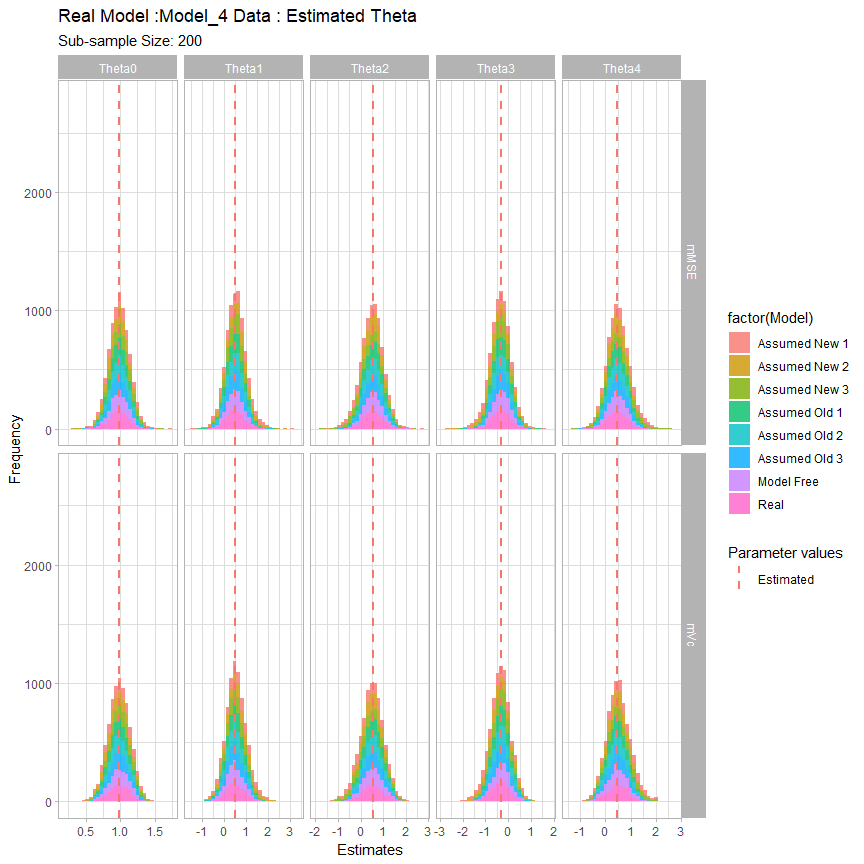 Real Model :Model_4 Data : Estimated Theta
Sub-sample Size: 200
Theta0 Theta1 Theta2 Theta3 Theta4
2000
1000
0
mMSE
2000
1000
0
mVc
0.5 1.0 1.5 -1 0 1 2 3 -2 -1 0 1 2 3 -3 -2 -1 0 1 2 -1 0 1 2 3
Estimates
Frequency
factor(Model)
Assumed New 1
Assumed New 2
Assumed New 3
Assumed Old 1
Assumed Old 2
Assumed Old 3
Model Free
Real
Parameter values
Estimated